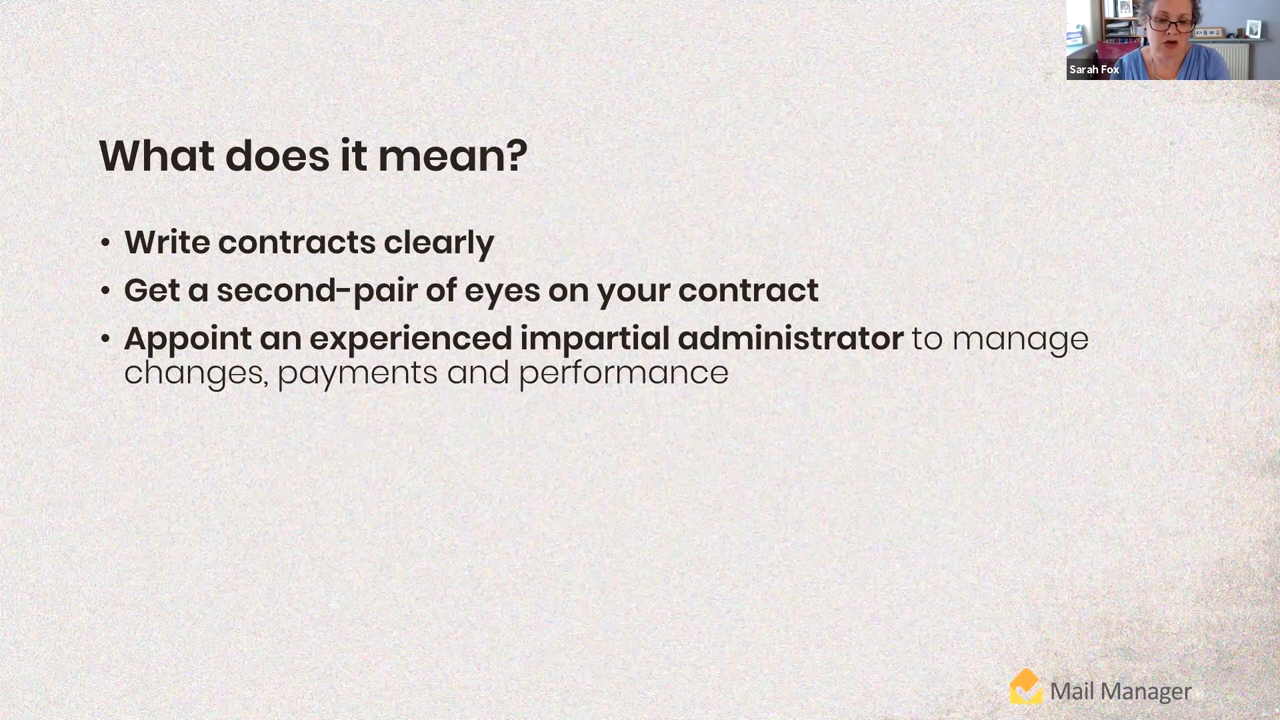 Sarah Fox
What does it mean?
• Write contracts clearly
• Get a second-pair of eyes on your contract
• Appoint an experienced impartial administrator to manage
changes, payments and performance
Mail Manager